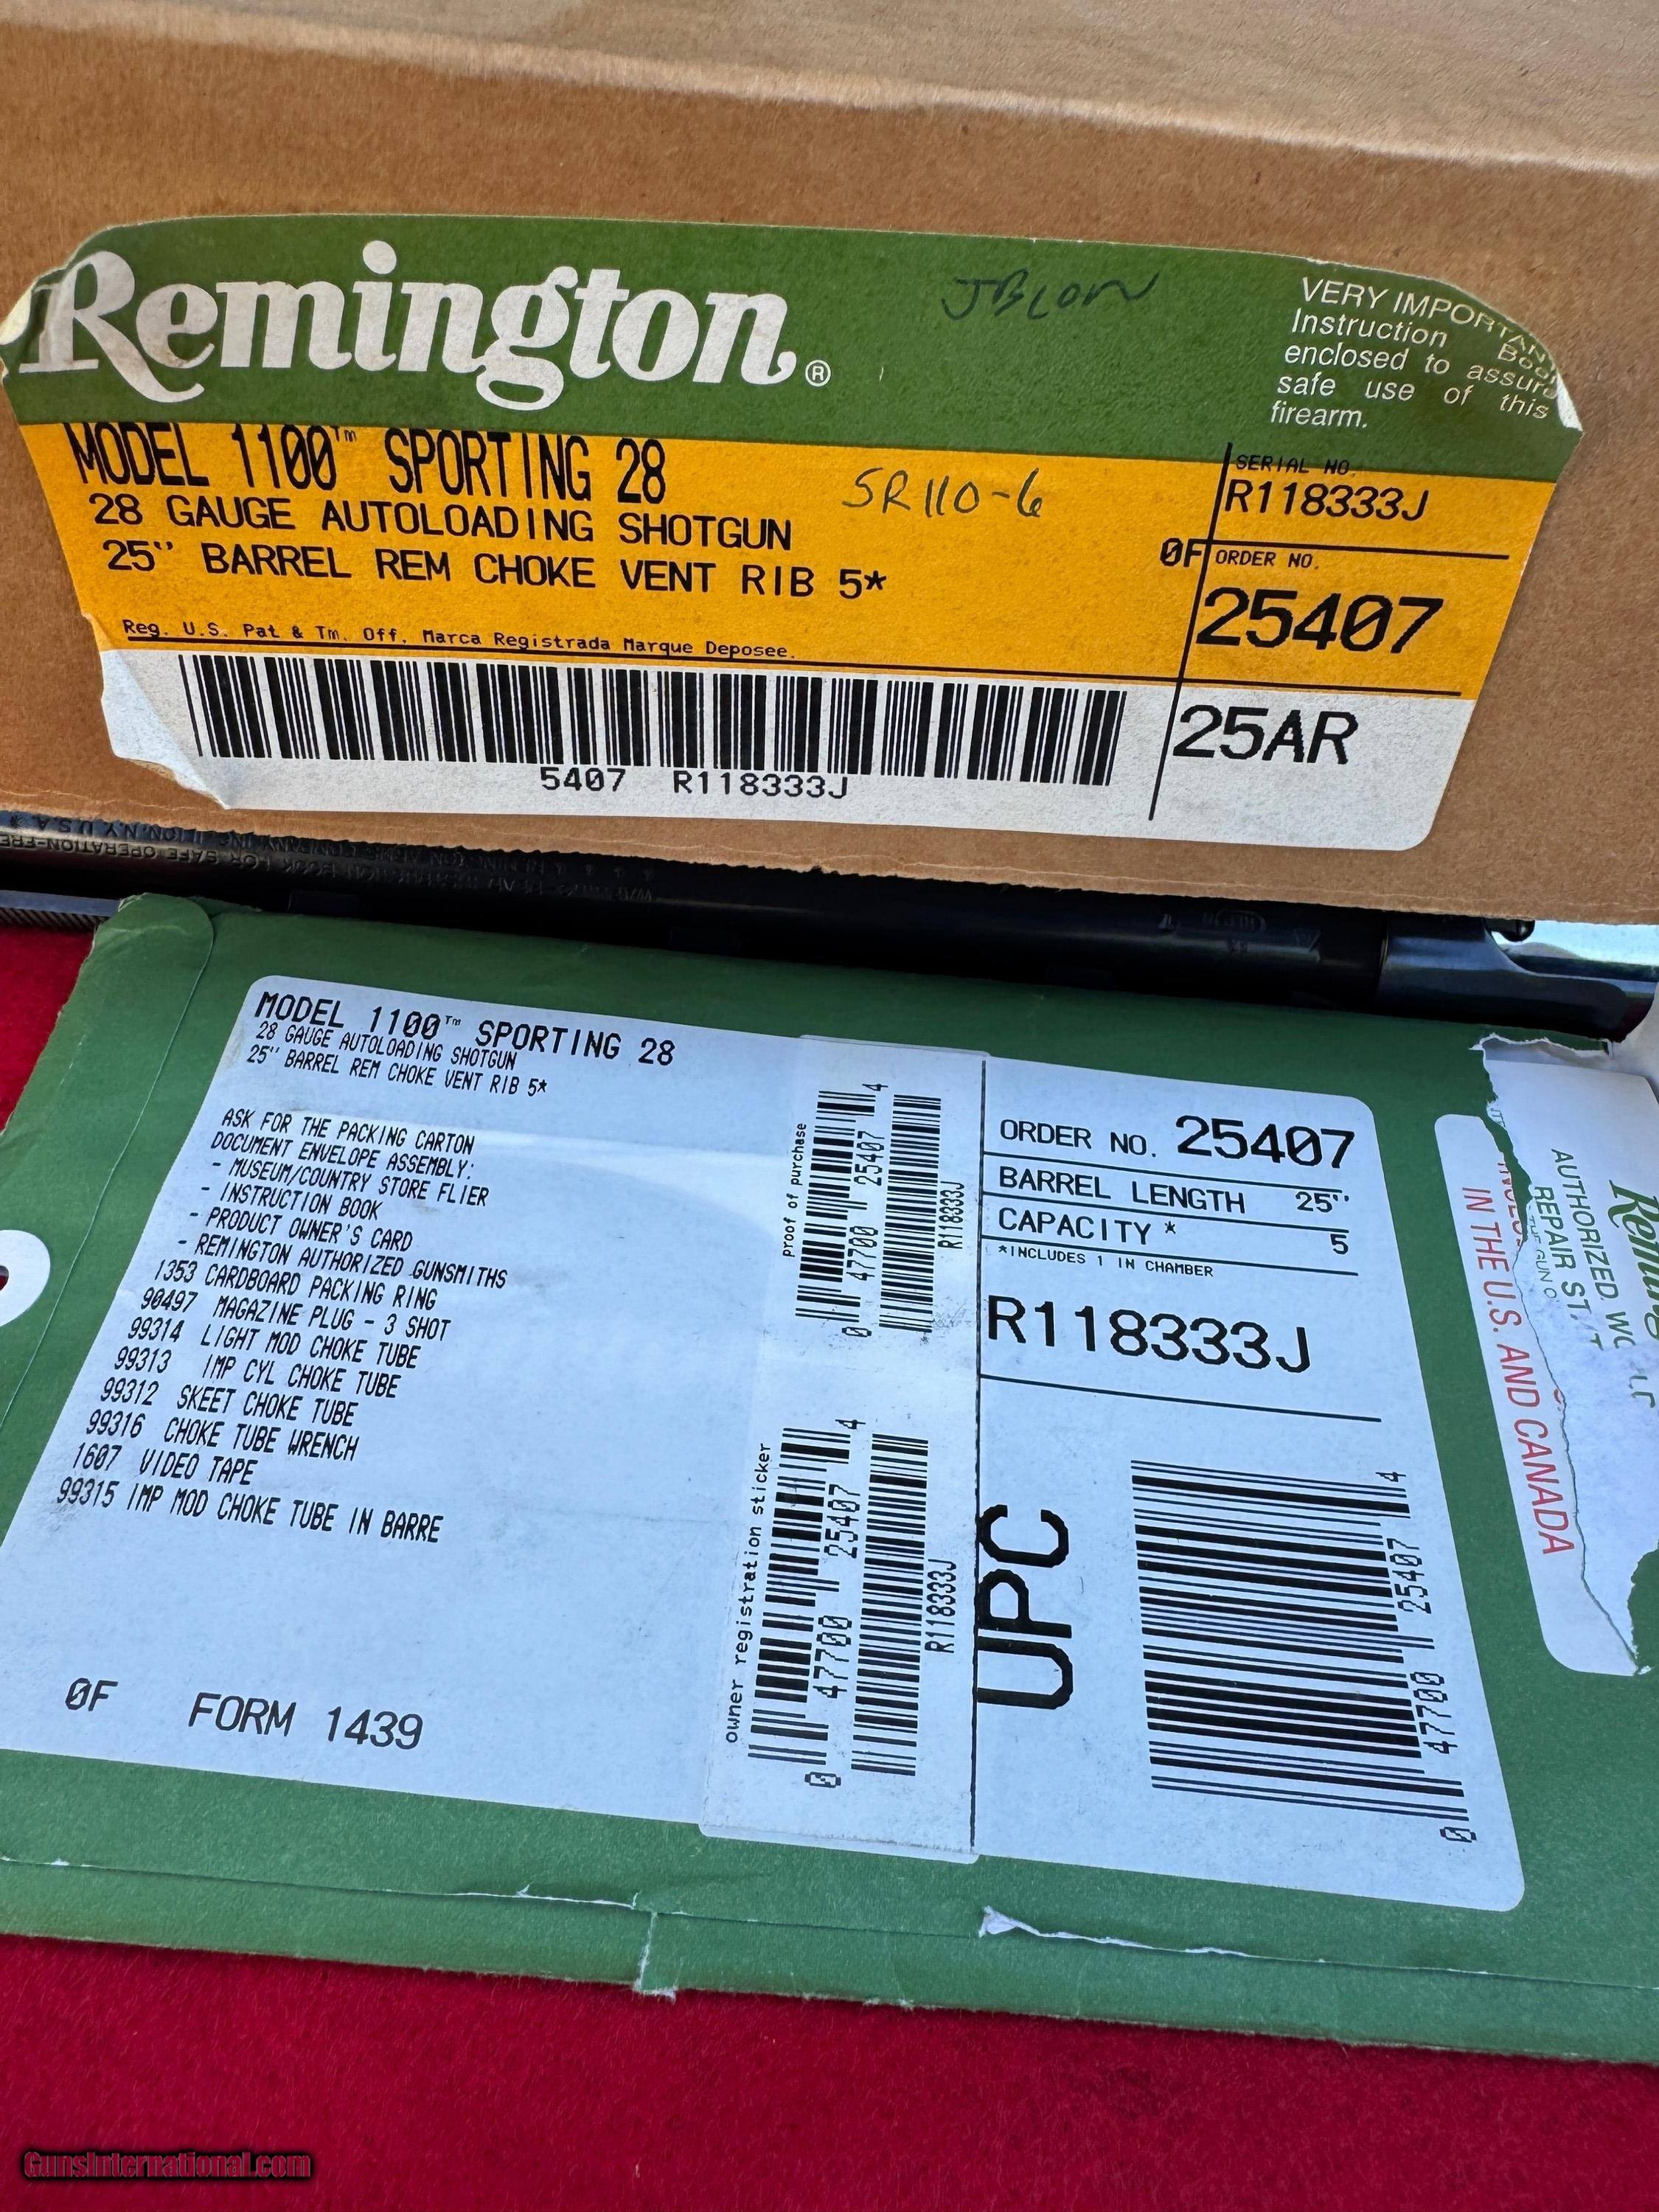 Remington®
JBLON
VERY IMPORTAN
Instruction Boo
enclosed to assure
safe use of this
firearm.
MODEL 1100™ SPORTING 28
28 GAUGE AUTOLOADING SHOTGUN
25" BARREL REM CHOKE VENT RIB 5*
SR110-6
SERIAL NO.
R118333J
0F
ORDER NO.
25407
Reg. U.S. Pat & Tm. Off. Marca Registrada Marque Deposee.
5407 R118333J
25AR
MODEL 1100™ SPORTING 28
28 GAUGE AUTOLOADING SHOTGUN
25" BARREL REM CHOKE VENT RIB 5*
ASK FOR THE PACKING CARTON
DOCUMENT ENVELOPE ASSEMBLY:
- MUSEUM/COUNTRY STORE FLIER
- INSTRUCTION BOOK
- PRODUCT OWNER'S CARD
- REMINGTON AUTHORIZED GUNSMITHS
1353 CARDBOARD PACKING RING
90497 MAGAZINE PLUG - 3 SHOT
99314 LIGHT MOD CHOKE TUBE
99313 IMP CYL CHOKE TUBE
99312 SKEET CHOKE TUBE
99316 CHOKE TUBE WRENCH
1607 VIDEO TAPE
99315 IMP MOD CHOKE TUBE IN BARRE
0F FORM 1439
proof of purchase
0 47700 25407 4
R118333J
owner registration sticker
0 47700 25407 4
R118333J
ORDER NO. 25407
BARREL LENGTH 25"
CAPACITY * 5
*INCLUDES 1 IN CHAMBER
R118333J
UPC
0 47700 25407 4
AUTHORIZED
REPAIR
IN THE U.S. AND CANADA
GunsInternational.com